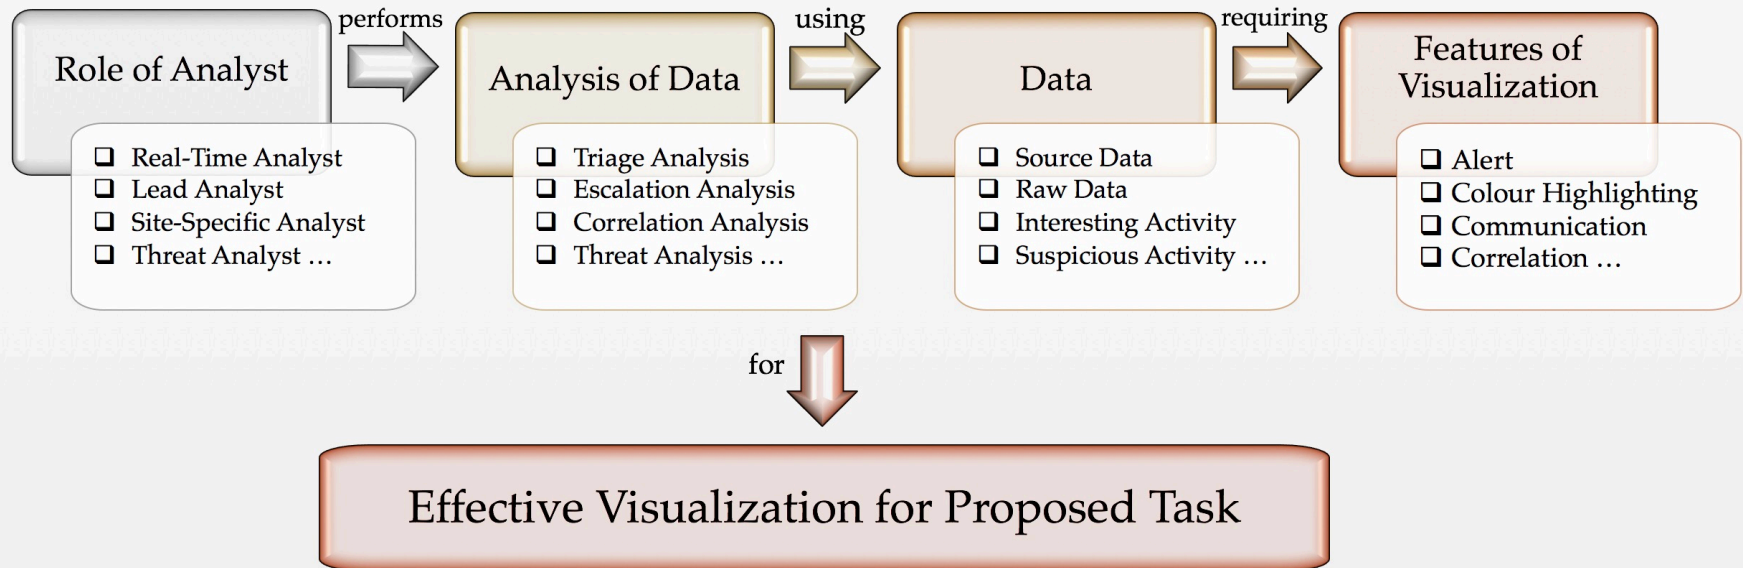 performs
using
requiring
Role of Analyst
Analysis of Data
Data
Features of
Visualization
❑ Real-Time Analyst
❑ Lead Analyst
❑ Site-Specific Analyst
❑ Threat Analyst …
❑ Triage Analysis
❑ Escalation Analysis
❑ Correlation Analysis
❑ Threat Analysis …
❑ Source Data
❑ Raw Data
❑ Interesting Activity
❑ Suspicious Activity …
❑ Alert
❑ Colour Highlighting
❑ Communication
❑ Correlation …
for
Effective Visualization for Proposed Task